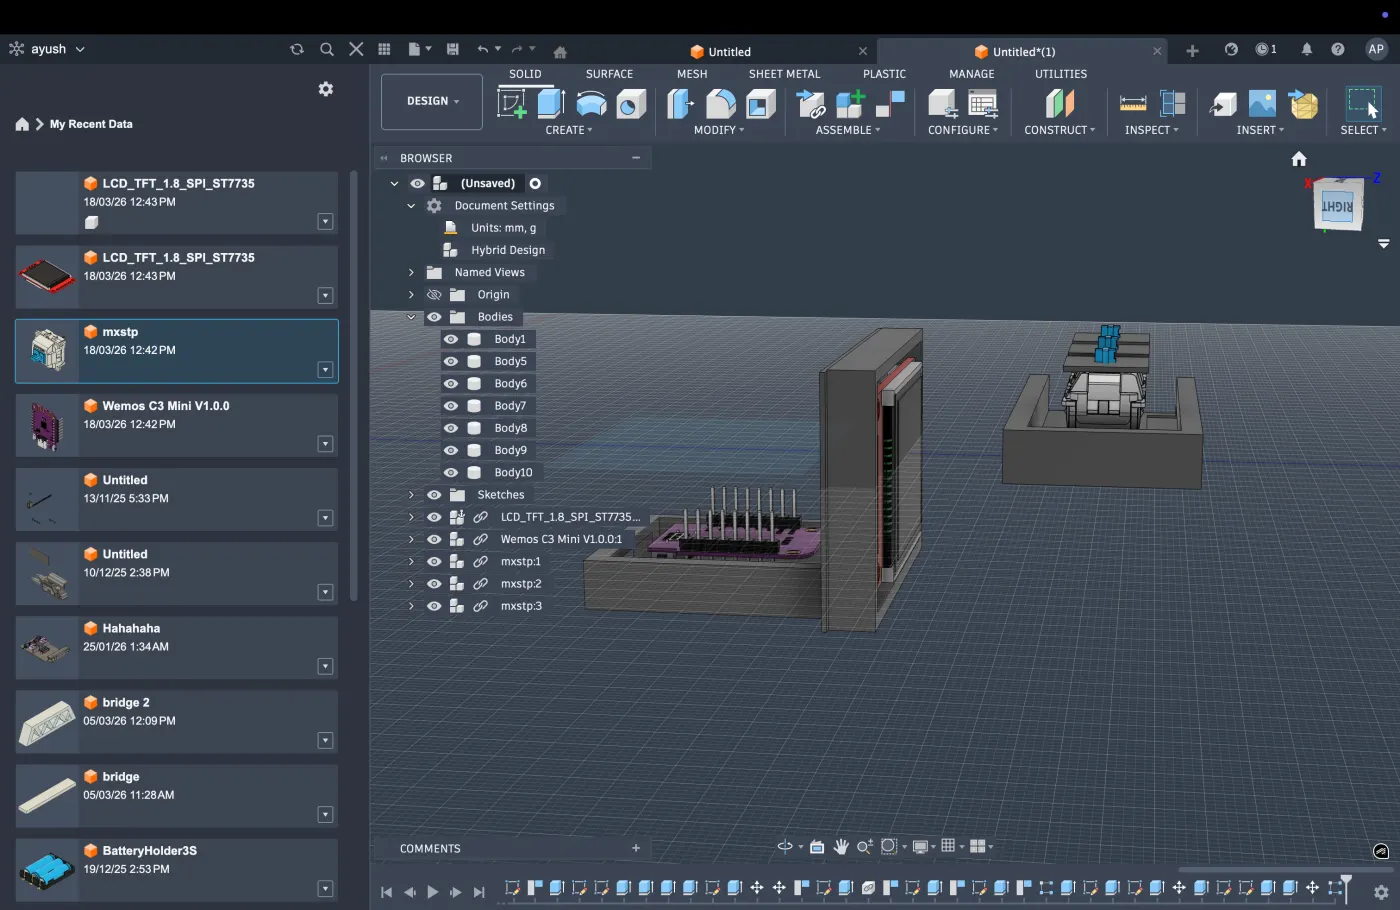 ayush
Untitled
Untitled*(1)
1
AP
My Recent Data
LCD_TFT_1.8_SPI_ST7735
18/03/26 12:43 PM
LCD_TFT_1.8_SPI_ST7735
18/03/26 12:43 PM
mxstp
18/03/26 12:42 PM
Wemos C3 Mini V1.0.0
18/03/26 12:42 PM
Untitled
13/11/25 5:33 PM
Untitled
10/12/25 2:38 PM
Hahahaha
25/01/26 1:34 AM
bridge 2
05/03/26 12:09 PM
bridge
05/03/26 11:28 AM
BatteryHolder3S
19/12/25 2:53 PM
DESIGN
SOLID
SURFACE
MESH
SHEET METAL
PLASTIC
MANAGE
UTILITIES
CREATE
MODIFY
ASSEMBLE
CONFIGURE
CONSTRUCT
INSPECT
INSERT
SELECT
BROWSER
(Unsaved)
Document Settings
Units: mm, g
Hybrid Design
Named Views
Origin
Bodies
Body1
Body5
Body6
Body7
Body8
Body9
Body10
Sketches
LCD_TFT_1.8_SPI_ST7735...
Wemos C3 Mini V1.0.0:1
mxstp:1
mxstp:2
mxstp:3
X
Z
RIGHT
COMMENTS